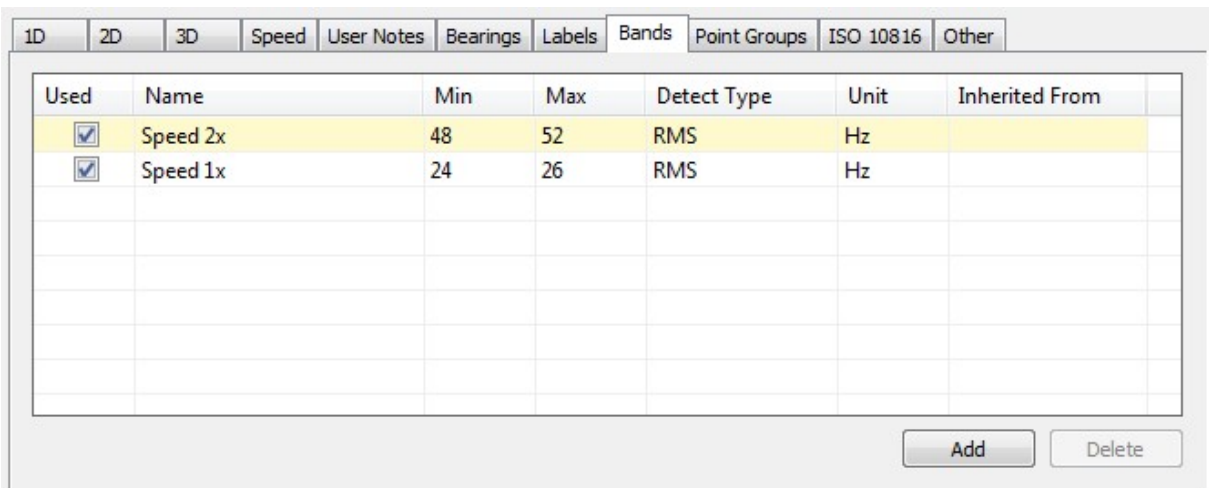 1D 2D 3D Speed User Notes Bearings Labels Bands Point Groups ISO 10816 Other
Used Name Min Max Detect Type Unit Inherited From
Speed 2x 48 52 RMS Hz
Speed 1x 24 26 RMS Hz
Add Delete